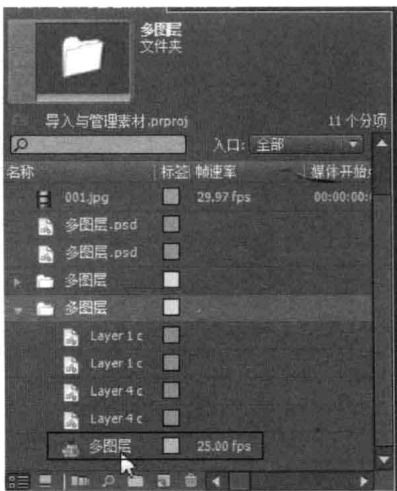 多图层
文件夹
导入与管理素材.prproj
11 个分项
入口: 全部
名称 标签 帧速率 媒体开始
001.jpg 29.97 fps 00:00:00:
多图层.psd
多图层.psd
多图层
多图层
Layer 1 c
Layer 1 c
Layer 4 c
Layer 4 c
多图层 25.00 fps